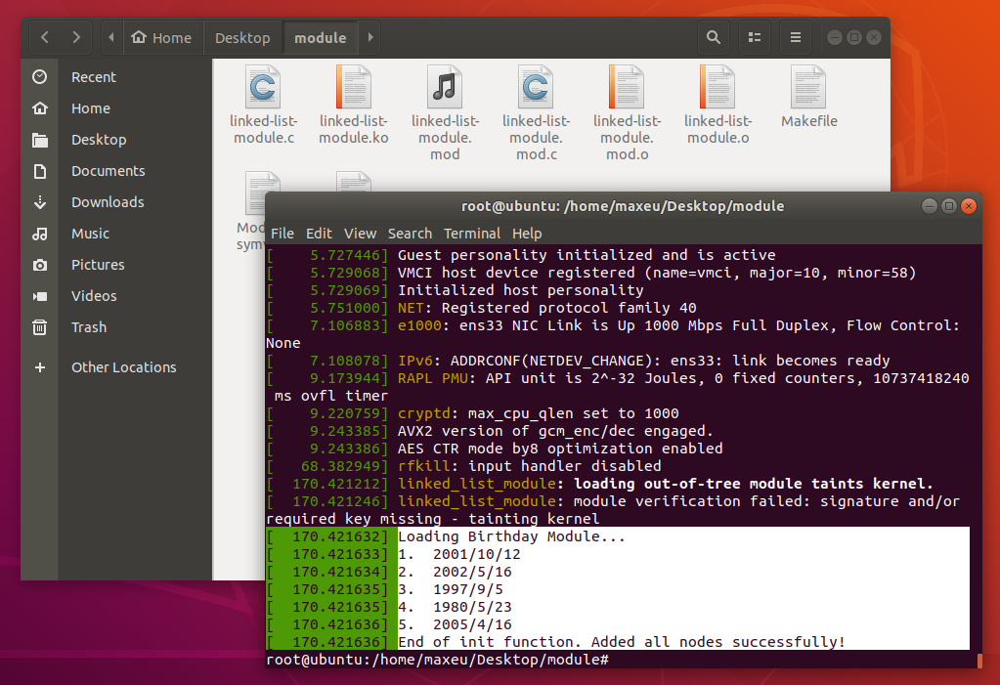 Home Desktop module
Recent
Home
Desktop
Documents
Downloads
Music
Pictures
Videos
Trash
Other Locations
linked-list-
module.c
linked-list-
module.ko
linked-list-
module.
mod
linked-list-
module.
mod.c
linked-list-
module.
mod.o
linked-list-
module.o
Makefile
root@ubuntu: /home/maxeu/Desktop/module
File Edit View Search Terminal Help
[    5.727446] Guest personality initialized and is active
[    5.729068] VMCI host device registered (name=vmci, major=10, minor=58)
[    5.729069] Initialized host personality
[    5.751000] NET: Registered protocol family 40
[    7.106883] e1000: ens33 NIC Link is Up 1000 Mbps Full Duplex, Flow Control:
None
[    7.108078] IPv6: ADDRCONF(NETDEV_CHANGE): ens33: link becomes ready
[    9.173944] RAPL PMU: API unit is 2^-32 Joules, 0 fixed counters, 10737418240
 ms ovfl timer
[    9.220759] cryptd: max_cpu_qlen set to 1000
[    9.243385] AVX2 version of gcm_enc/dec engaged.
[    9.243386] AES CTR mode by8 optimization enabled
[   68.382949] rfkill: input handler disabled
[  170.421212] linked_list_module: loading out-of-tree module taints kernel.
[  170.421246] linked_list_module: module verification failed: signature and/or
required key missing - tainting kernel
[  170.421632] Loading Birthday Module...
[  170.421633] 1.  2001/10/12
[  170.421634] 2.  2002/5/16
[  170.421635] 3.  1997/9/5
[  170.421635] 4.  1980/5/23
[  170.421636] 5.  2005/4/16
[  170.421636] End of init function. Added all nodes successfully!
root@ubuntu:/home/maxeu/Desktop/module#